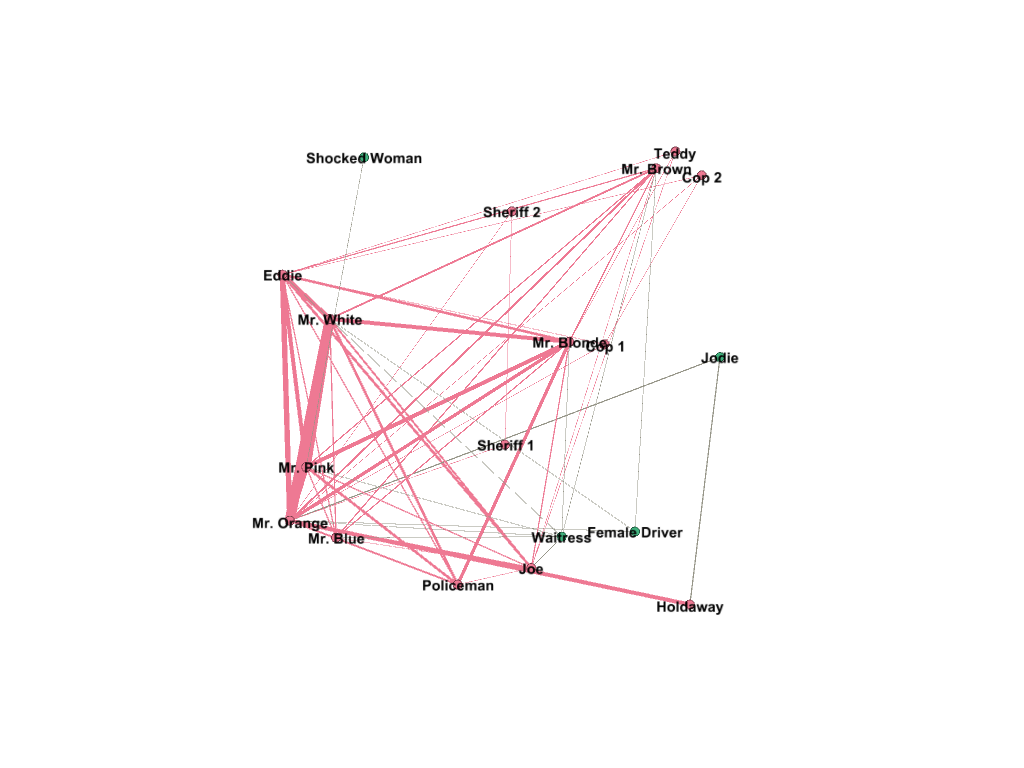 Teddy
Shocked Woman
Mr. Brown
Cop 2
Sheriff 2
Eddie
Mr. White
Mr. Blonde
Cop 1
Jodie
Sheriff 1
Mr. Pink
Mr. Orange
Female Driver
Waitress
Mr. Blue
Joe
Policeman
Holdaway